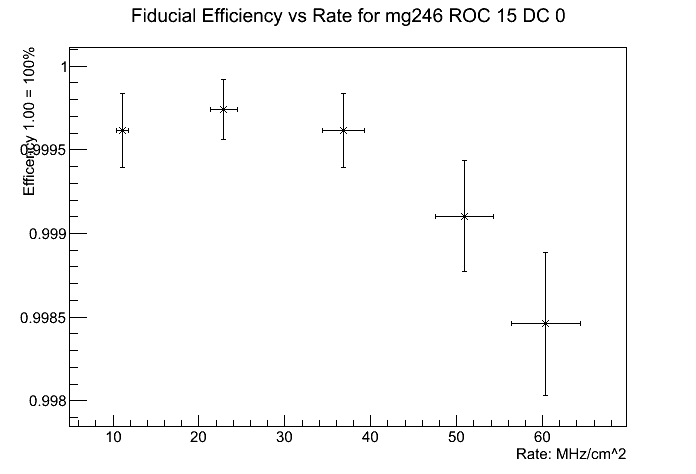 Fiducial Efficiency vs Rate for mg246 ROC 15 DC 0
Efficency 1.00 = 100%
1
0.9995
0.999
0.9985
0.998
10 20 30 40 50 60
Rate: MHz/cm^2